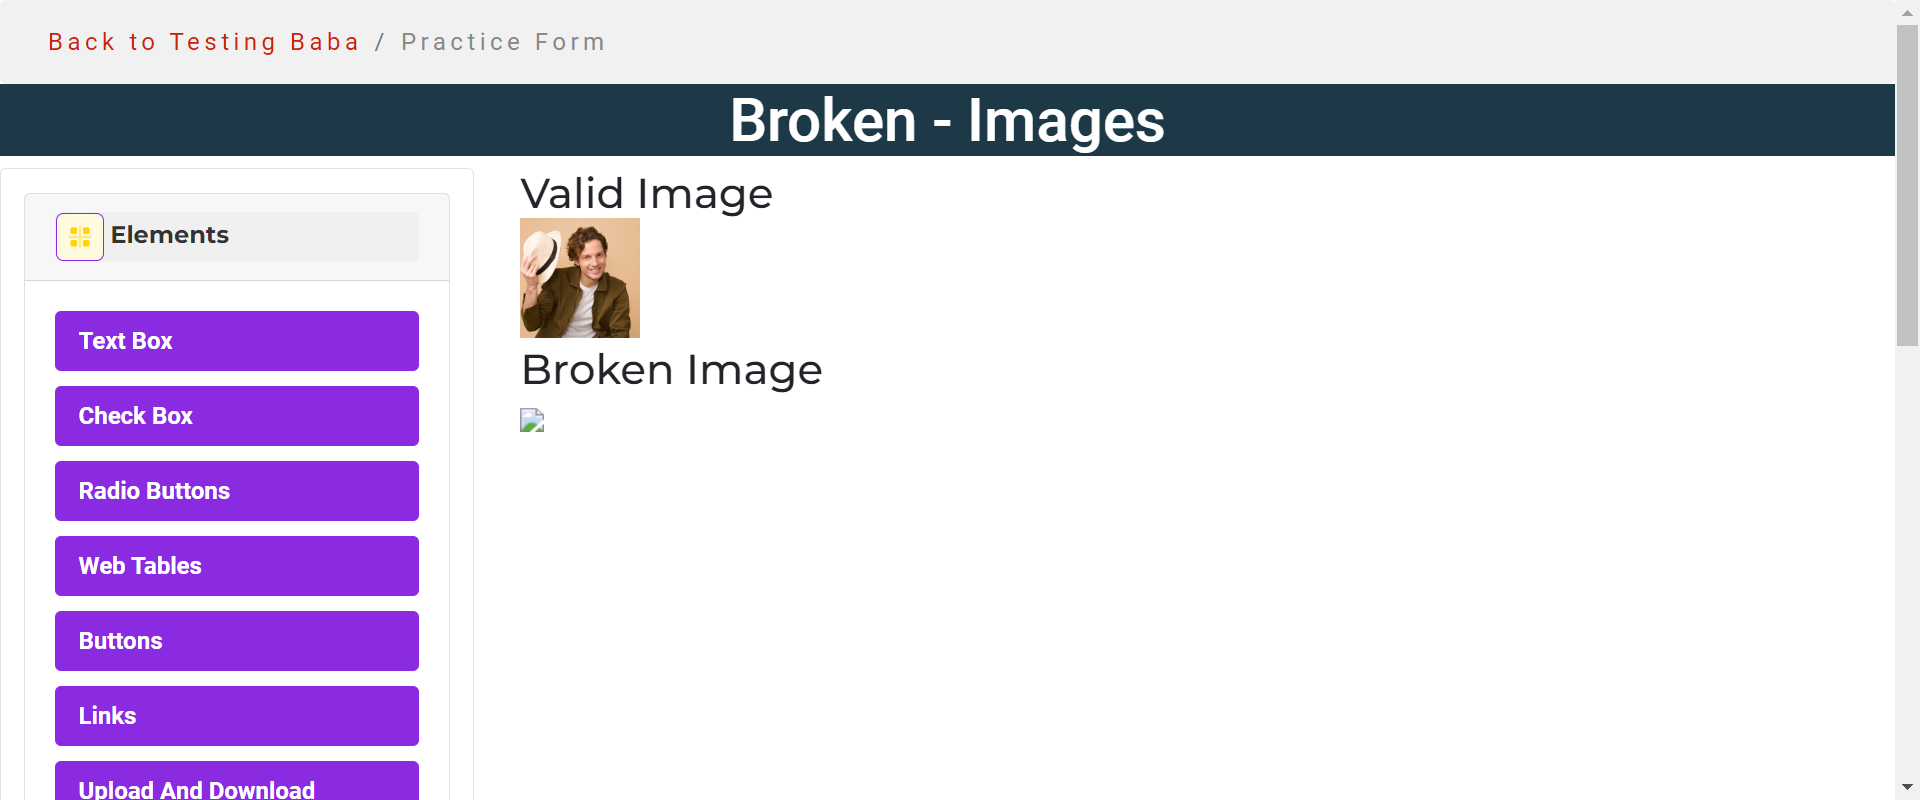 Back to Testing Baba / Practice Form
Broken - Images
Elements
Text Box
Check Box
Radio Buttons
Web Tables
Buttons
Links
Upload And Download
Valid Image
Broken Image